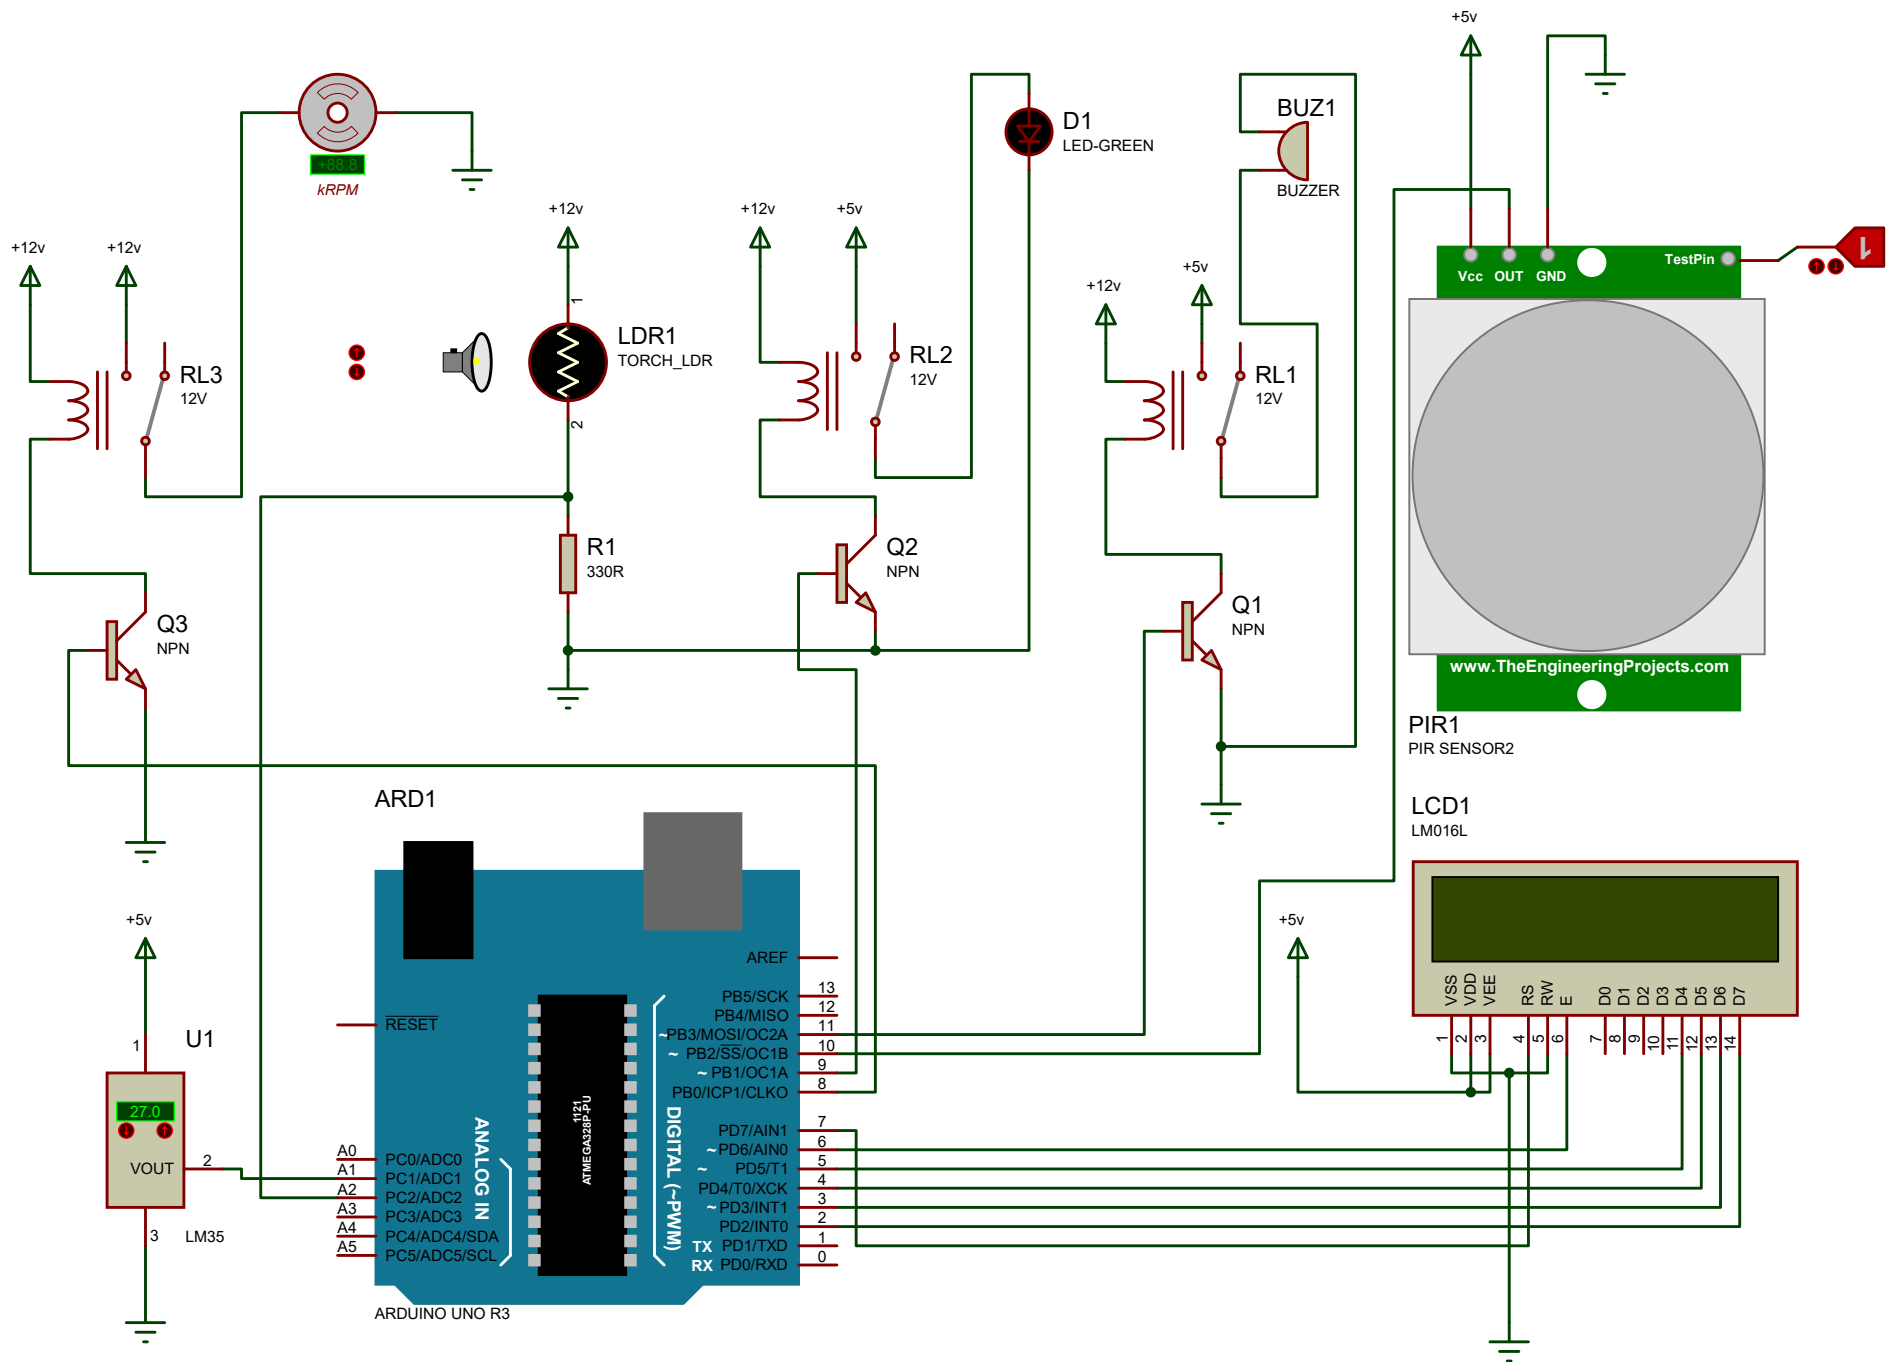 +5v
BUZ1
D1
LED-GREEN
+88.8
kRPM
BUZZER
+12v
+12v
+5v
+12v
+12v
Vcc OUT GND
TestPin
1
+5v
+12v
1
LDR1
TORCH_LDR
2
RL2
12V
RL3
12V
RL1
12V
R1
330R
Q2
NPN
Q1
NPN
Q3
NPN
www.TheEngineeringProjects.com
PIR1
PIR SENSOR2
ARD1
LCD1
LM016L
+5v
+5v
AREF
RESET
PB5/SCK 13
PB4/MISO 12
~PB3/MOSI/OC2A 11
~ PB2/SS/OC1B 10
~ PB1/OC1A 9
PB0/ICP1/CLKO 8
PD7/AIN1 7
~ PD6/AIN0 6
~ PD5/T1 5
PD4/T0/XCK 4
~ PD3/INT1 3
PD2/INT0 2
TX PD1/TXD 1
RX PD0/RXD 0
DIGITAL (~PWM)
ANALOG IN
1121
ATMEGA328P-PU
A0 PC0/ADC0
A1 PC1/ADC1
A2 PC2/ADC2
A3 PC3/ADC3
A4 PC4/ADC4/SDA
A5 PC5/ADC5/SCL
ARDUINO UNO R3
U1
1
27.0
VOUT 2
3
LM35
VSS VDD VEE RS RW E D0 D1 D2 D3 D4 D5 D6 D7
1 2 3 4 5 6 7 8 9 10 11 12 13 14